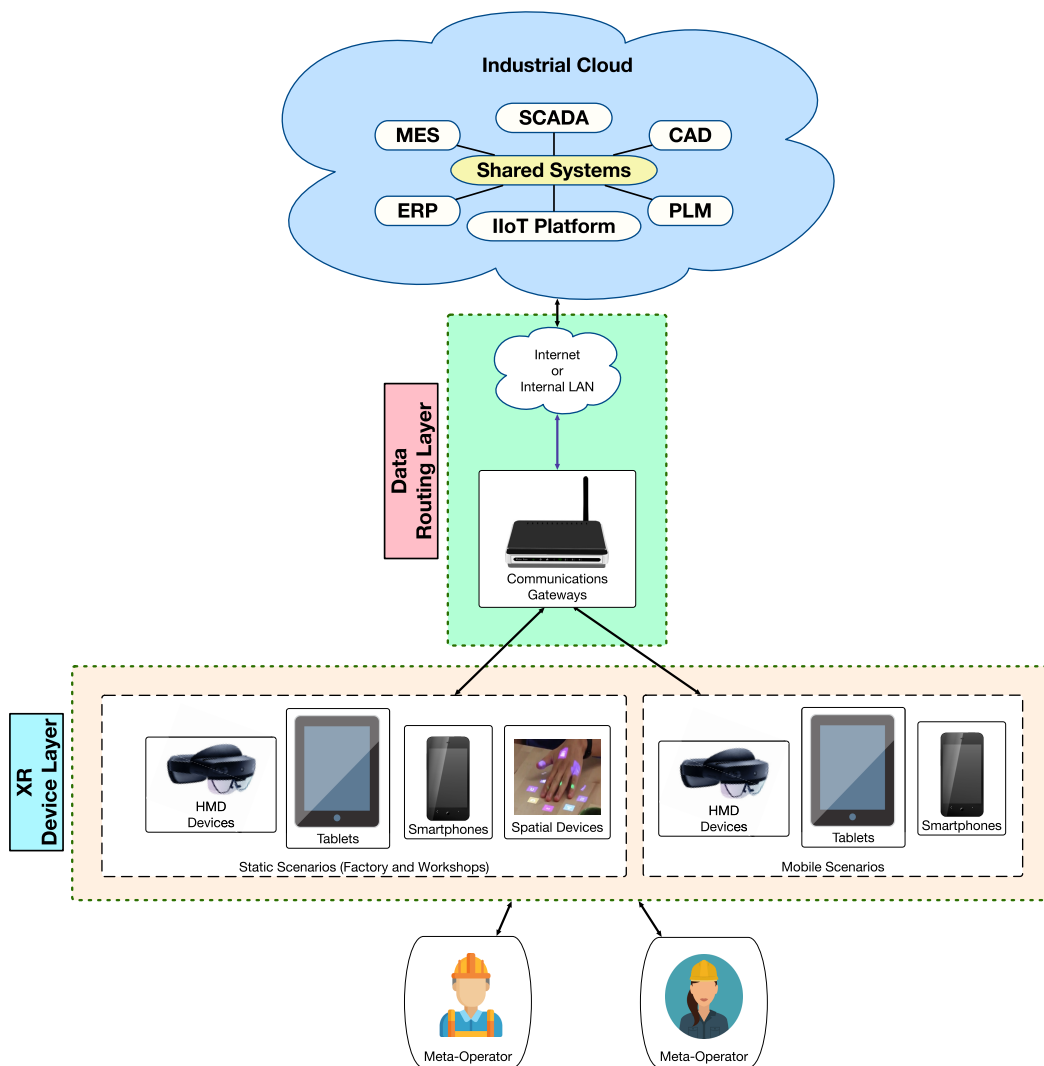 Industrial Cloud
SCADA
MES
CAD
Shared Systems
ERP
PLM
IIoT Platform
Internet
or
Internal LAN
Data
Routing Layer
Communications
Gateways
XR
Device Layer
HMD
Devices
Tablets
Smartphones
Spatial Devices
Static Scenarios (Factory and Workshops)
HMD
Devices
Tablets
Smartphones
Mobile Scenarios
Meta-Operator
Meta-Operator